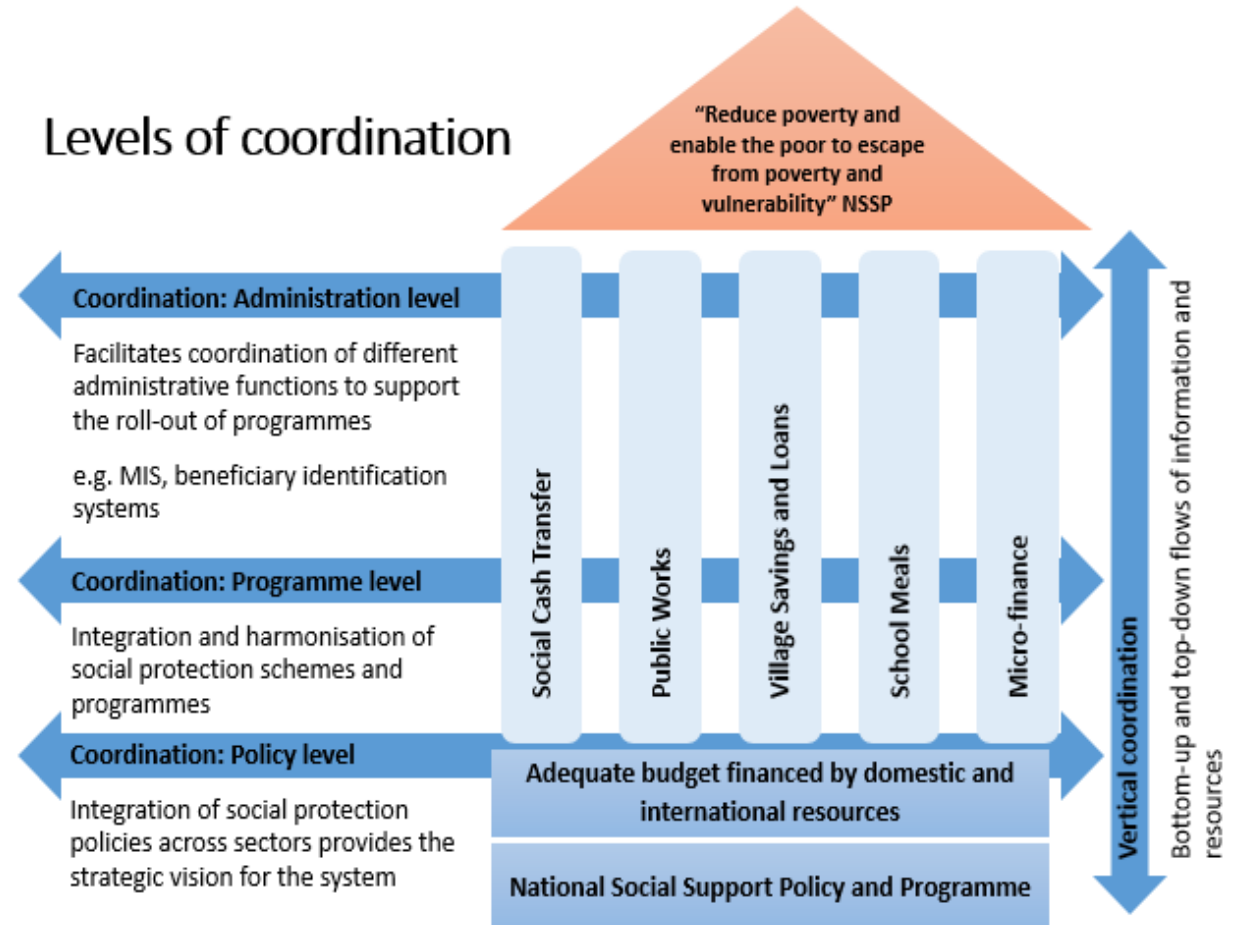 Levels of coordination
“Reduce poverty and
enable the poor to escape
from poverty and
vulnerability” NSSP
Coordination: Administration level
Facilitates coordination of different
administrative functions to support
the roll-out of programmes
e.g. MIS, beneficiary identification
systems
Coordination: Programme level
Integration and harmonisation of
social protection schemes and
programmes
Coordination: Policy level
Integration of social protection
policies across sectors provides the
strategic vision for the system
Social Cash Transfer
Public Works
Village Savings and Loans
School Meals
Micro-finance
Adequate budget financed by domestic and
international resources
National Social Support Policy and Programme
Vertical coordination
Bottom-up and top-down flows of information and
resources